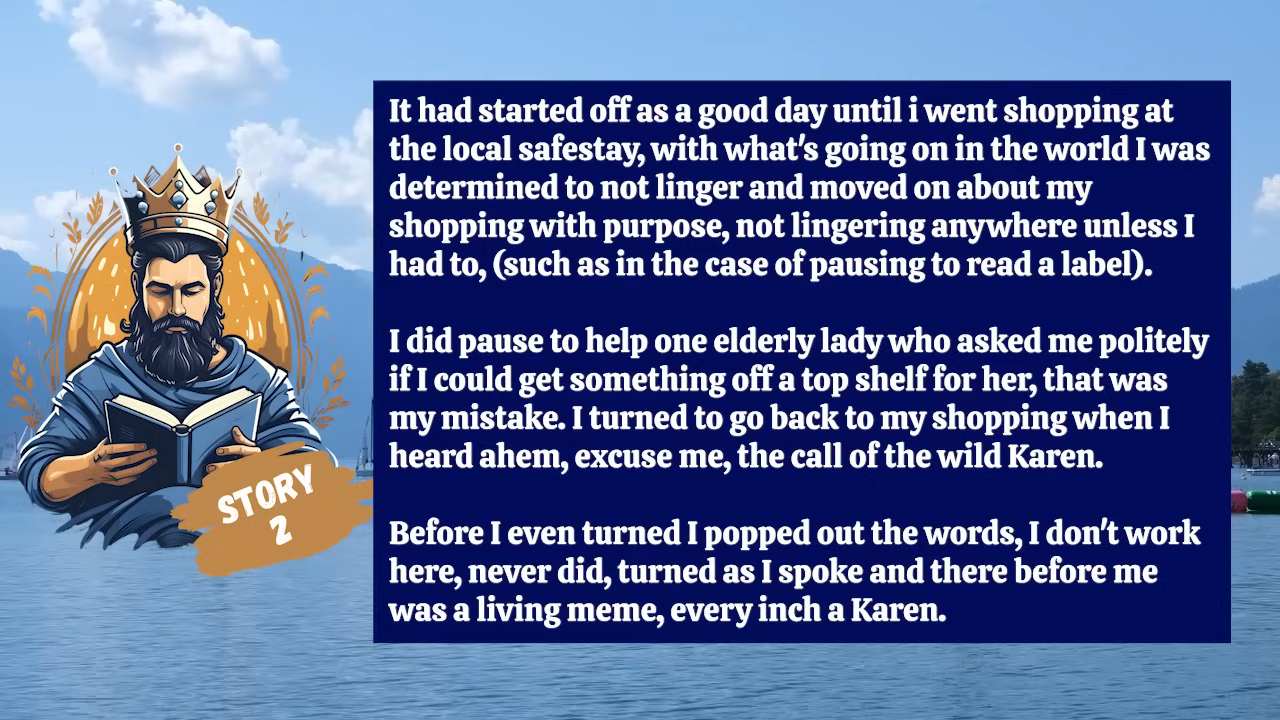 It had started off as a good day until i went shopping at
the local safestay, with what's going on in the world I was
determined to not linger and moved on about my
shopping with purpose, not lingering anywhere unless I
had to, (such as in the case of pausing to read a label).
I did pause to help one elderly lady who asked me politely
if I could get something off a top shelf for her, that was
my mistake. I turned to go back to my shopping when I
heard ahem, excuse me, the call of the wild Karen.
Before I even turned I popped out the words, I don't work
here, never did, turned as I spoke and there before me
was a living meme, every inch a Karen.
STORY
2